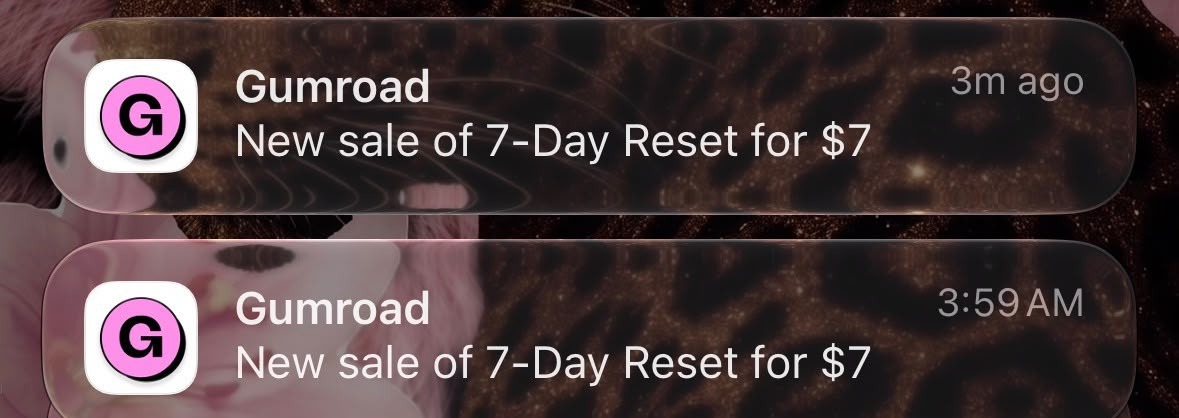 G
Gumroad
3m ago
New sale of 7-Day Reset for $7
G
Gumroad
3:59 AM
New sale of 7-Day Reset for $7